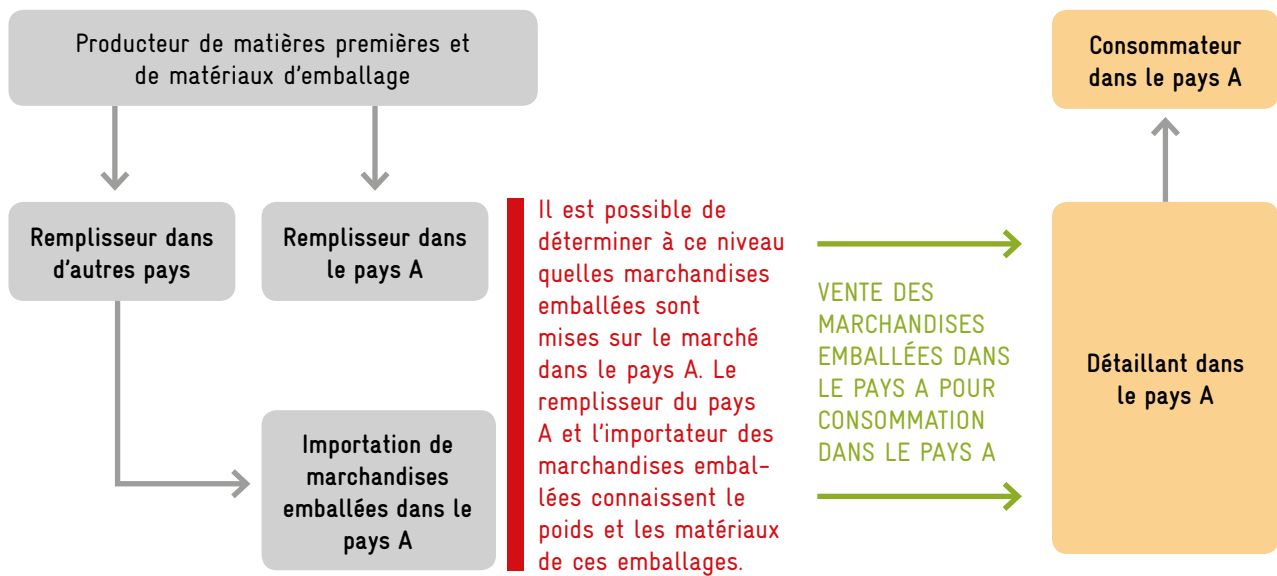 Producteur de matières premières et
de matériaux d'emballage
Consommateur
dans le pays A
Remplisseur dans
d'autres pays
Remplisseur dans
le pays A
Importation de
marchandises
emballées dans le
pays A
Il est possible de
déterminer à ce niveau
quelles marchandises
emballées sont
mises sur le marché
dans le pays A. Le
remplisseur du pays
A et l'importateur des
marchandises embal-
lées connaissent le
poids et les matériaux
de ces emballages.
VENTE DES
MARCHANDISES
EMBALLÉES DANS
LE PAYS A POUR
CONSOMMATION
DANS LE PAYS A
Détaillant dans
le pays A